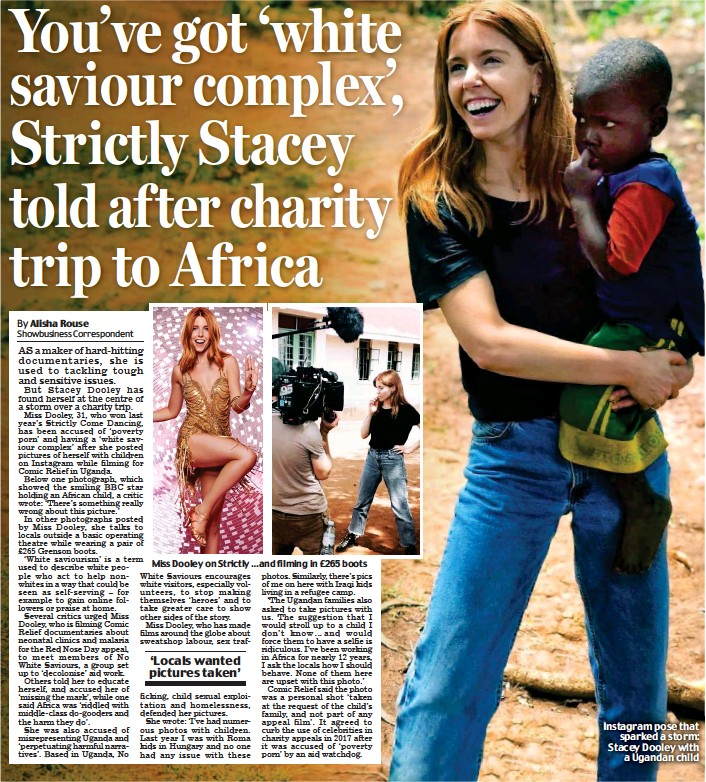 You've got 'white
saviour complex',
Strictly Stacey
told after charity
trip to Africa
By Alisha Rouse
Showbusiness Correspondent
AS a maker of hard-hitting
documentaries, she is
used to tackling tough
and sensitive issues.
But Stacey Dooley has
found herself at the centre of
a storm over a charity trip.
Miss Dooley, 31, who won last
year's Strictly Come Dancing,
has been accused of 'poverty
porn' and having a 'white sav-
iour complex' after she posted
pictures of herself with children
on Instagram while filming for
Comic Relief in Uganda.
Below one photograph, which
showed the smiling BBC star
holding an African child, a critic
wrote: 'There's something really
wrong about this picture.'
In other photographs posted
by Miss Dooley, she talks to
locals outside a basic operating
theatre while wearing a pair of
£265 Grenson boots.
'White saviourism' is a term
used to describe white peo-
ple who act to help non-
whites in a way that could be
seen as self-serving – for
example to gain online fol-
lowers or praise at home.
Several critics urged Miss
Dooley, who is filming Comic
Relief documentaries about
neonatal clinics and malaria
for the Red Nose Day appeal,
to meet members of No
White Saviours, a group set
up to 'decolonise' aid work.
Others told her to educate
herself, and accused her of
'missing the mark', while one
said Africa was 'riddled with
middle-class do-gooders and
the harm they do'.
She was also accused of
misrepresenting Uganda and
'perpetuating harmful narra-
tives'. Based in Uganda, No
Miss Dooley on Strictly ...and filming in £265 boots
White Saviours encourages
white visitors, especially vol-
unteers, to stop making
themselves 'heroes' and to
take greater care to show
other sides of the story.
Miss Dooley, who has made
films around the globe about
sweatshop labour, sex traf-
'Locals wanted
pictures taken'
ficking, child sexual exploi-
tation and homelessness,
defended her pictures.
She wrote: 'I've had numer-
ous photos with children.
Last year I was with Roma
kids in Hungary and no one
had any issue with these
photos. Similarly, there's pics
of me on here with Iraqi kids
living in a refugee camp.
'The Ugandan families also
asked to take pictures with
us. The suggestion that I
would stroll up to a child I
don't know... and would
force them to have a selfie is
ridiculous. I've been working
in Africa for nearly 12 years,
I ask the locals how I should
behave. None of them here
are upset with this photo.'
Comic Relief said the photo
was a personal shot 'taken
at the request of the child's
family, and not part of any
appeal film'. It agreed to
curb the use of celebrities in
charity appeals in 2017 after
it was accused of 'poverty
porn' by an aid watchdog.
Instagram pose that
sparked a storm:
Stacey Dooley with
a Ugandan child